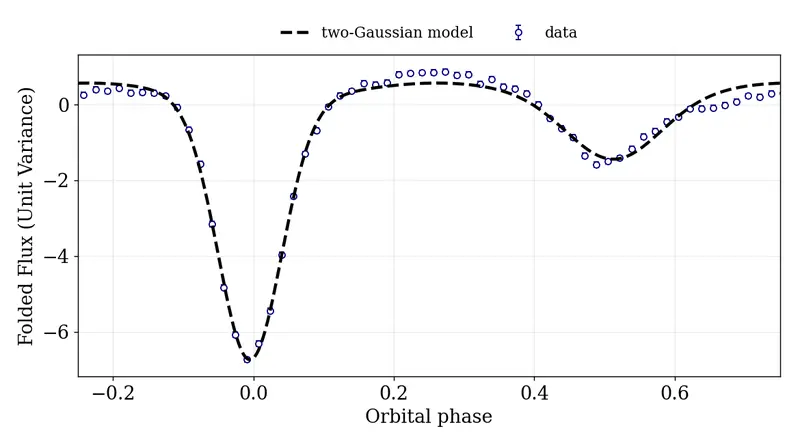 two-Gaussian model
data
Folded Flux (Unit Variance)
0
−2
−4
−6
−0.2
0.0
0.2
0.4
0.6
Orbital phase